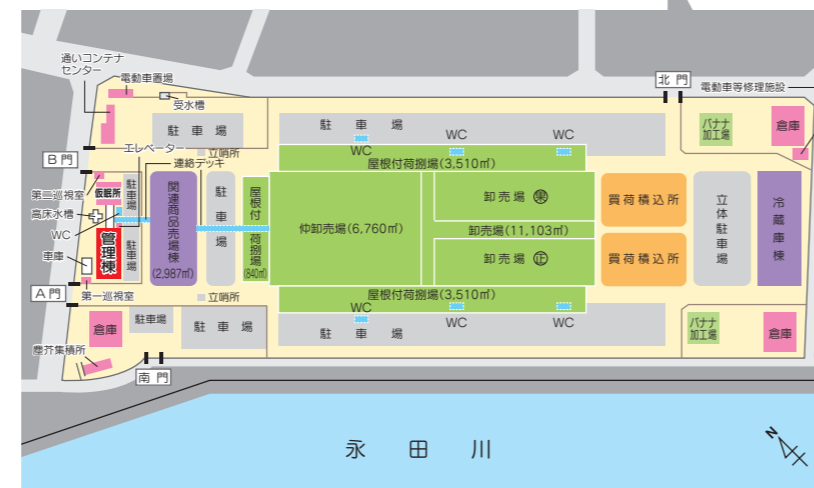 通いコンテナ
センター
電動車置場
受水槽
駐車場
立哨所
エレベーター
連絡デッキ
B門
第二巡視室
仮眠所
高床水槽
WC
車庫
管理棟
駐車場
駐車場
A門
第一巡視室
関連商品売場棟
(2,987㎡)
駐車場
立哨所
屋根付荷捌場
(840㎡)
駐車場
WC
WC
WC
屋根付荷捌場(3,510㎡)
仲卸売場(6,760㎡)
卸売場㊥
卸売場(11,103㎡)
卸売場㊣
屋根付荷捌場(3,510㎡)
WC
WC
WC
駐車場
北門
電動車等修理施設
バナナ
加工場
倉庫
買荷積込所
買荷積込所
立体駐車場
冷蔵庫棟
バナナ
加工場
倉庫
倉庫
駐車場
駐車場
塵芥集積所
南門
永田川
N